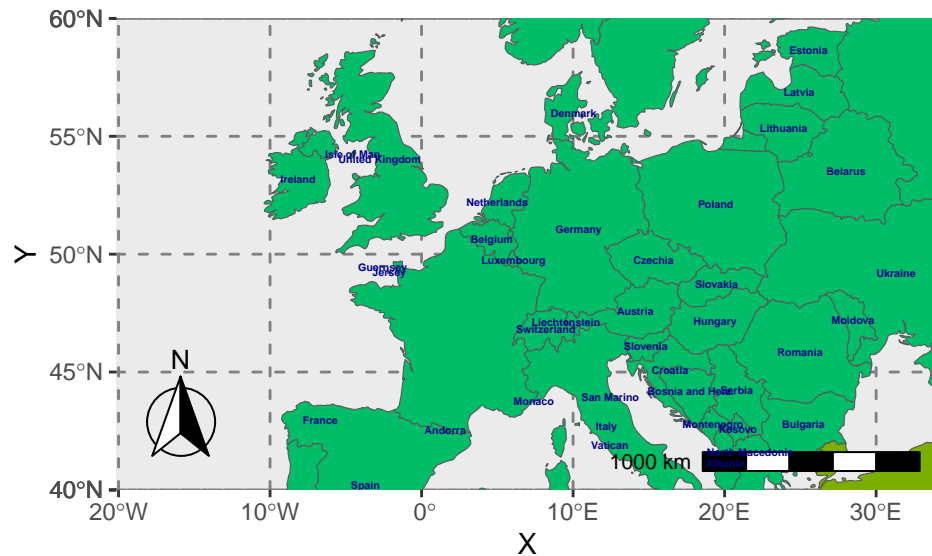 60°N
Estonia
Latvia
Denmark
Lithuania
55°N
Isle of Man
United Kingdom
Belarus
Ireland
Netherlands
Poland
Germany
Belgium
Y
50°N
Luxembourg
Czechia
Guernsey
Jersey
Ukraine
Slovakia
Austria
Liechtenstein
Hungary
Moldova
Switzerland
Slovenia
Romania
N
45°N
Croatia
Bosnia and Herz.
Serbia
San Marino
Monaco
France
Andorra
Italy
Montenegro
Kosovo
Bulgaria
Vatican
North Macedonia
1000 km
Albania
Spain
40°N
20°W
10°W
0°
10°E
20°E
30°E
X